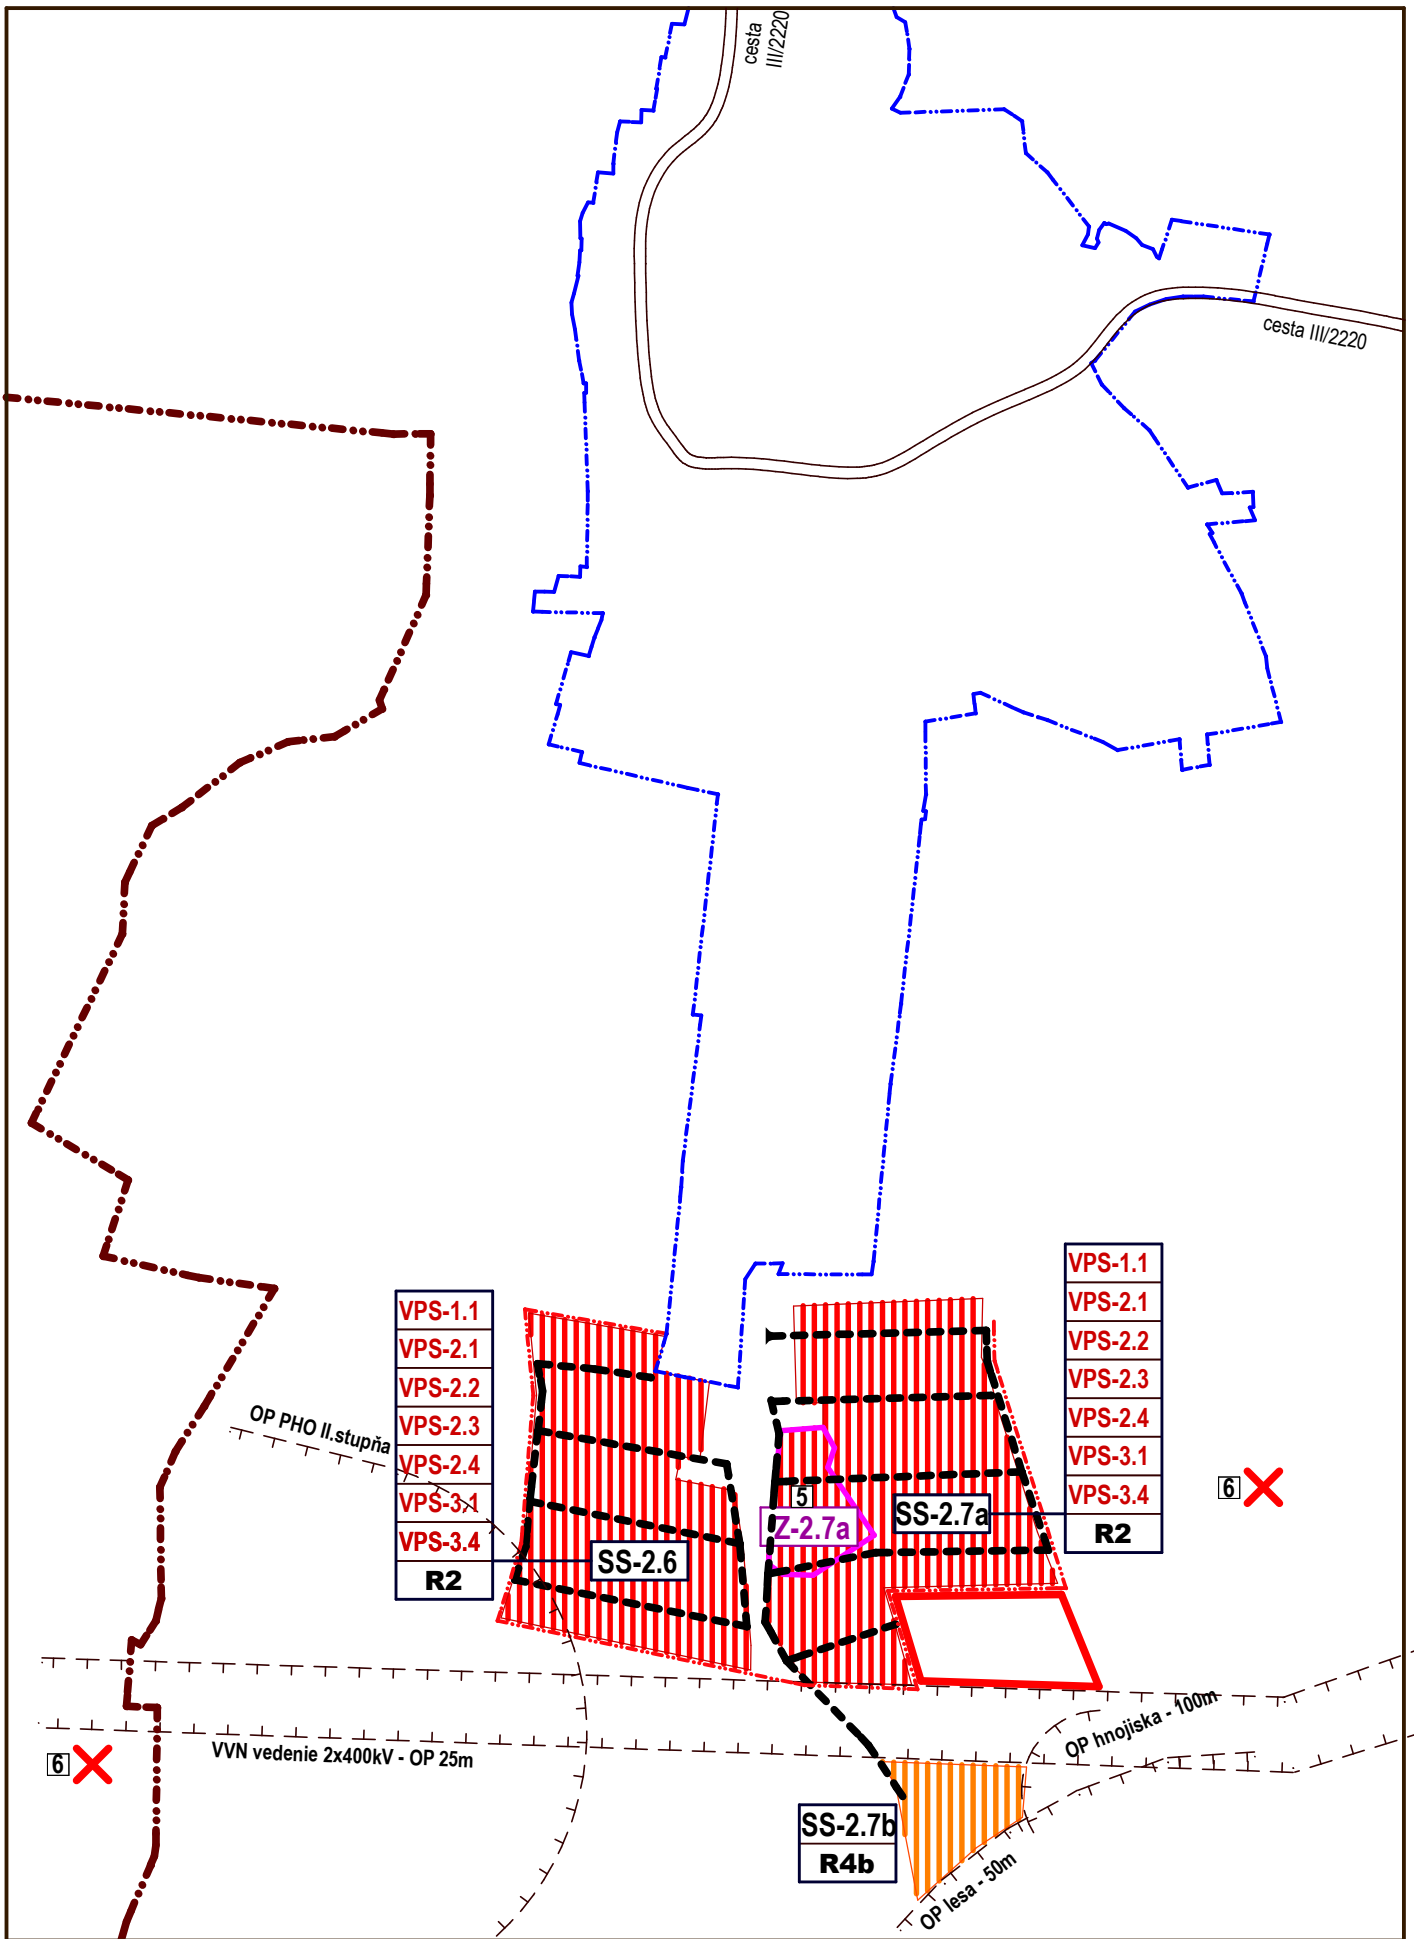 cesta
III/2220
cesta III/2220
VPS-1.1
VPS-2.1
VPS-2.2
VPS-2.3
VPS-2.4
VPS-3.1
VPS-3.4
R2
VPS-1.1
VPS-2.1
VPS-2.2
VPS-2.3
VPS-2.4
VPS-3.1
VPS-3.4
R2
OP PHO II.stupňa
6
5
Z-2.7a
SS-2.7a
SS-2.6
OP hnojiska - 100m
VVN vedenie 2x400kV - OP 25m
6
SS-2.7b
R4b
OP lesa - 50m